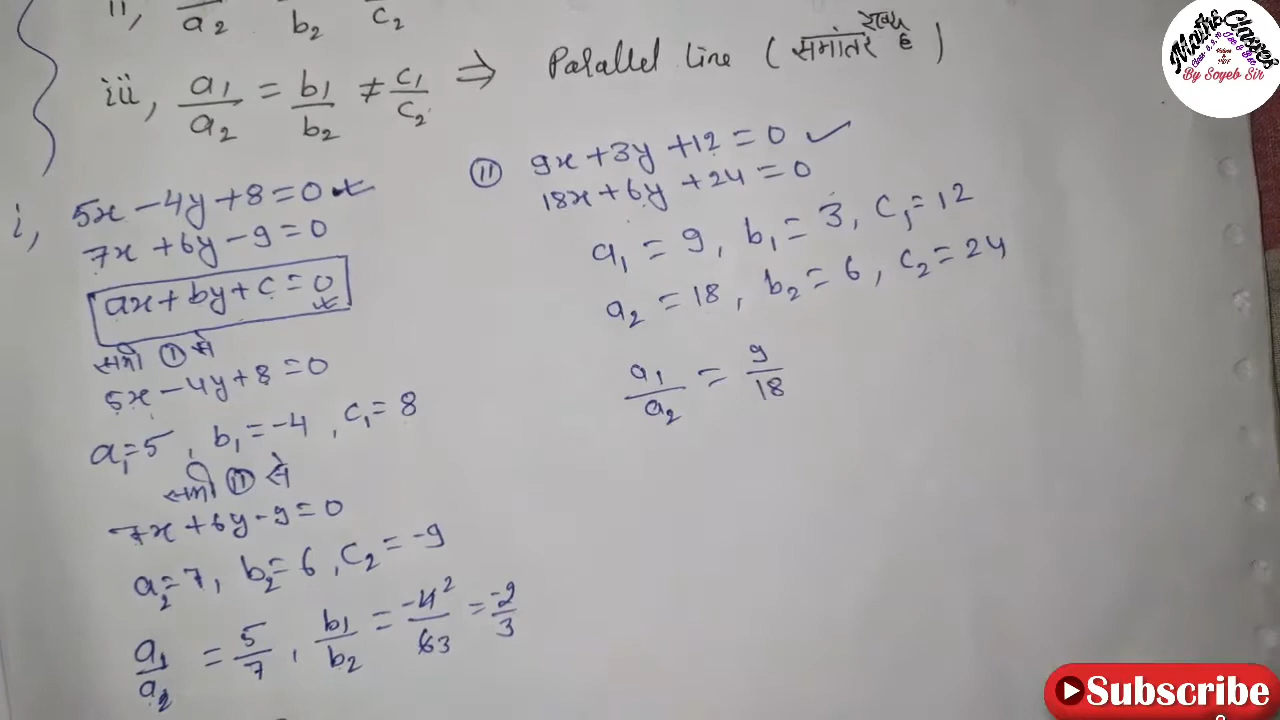 ii, a2 b2 c2
iii, a1/a2 = b1/b2 ≠ c1/c2 ⇒ Parallel Line (समांतर रेखा है)
i, 5x - 4y + 8 = 0
7x + 6y - 9 = 0
ax + by + c = 0
समी ① से
5x - 4y + 8 = 0
a1 = 5, b1 = -4, c1 = 8
समी ⑪ से
7x + 6y - 9 = 0
a2 = 7, b2 = 6, c2 = -9
a1/a2 = 5/7, b1/b2 = -4 2/6 3 = -2/3
⑪ 9x + 3y + 12 = 0 ✓
18x + 6y + 24 = 0
a1 = 9, b1 = 3, c1 = 12
a2 = 18, b2 = 6, c2 = 24
a1/a2 = 9/18
Maths Classes
By Soyeb Sir
Subscribe